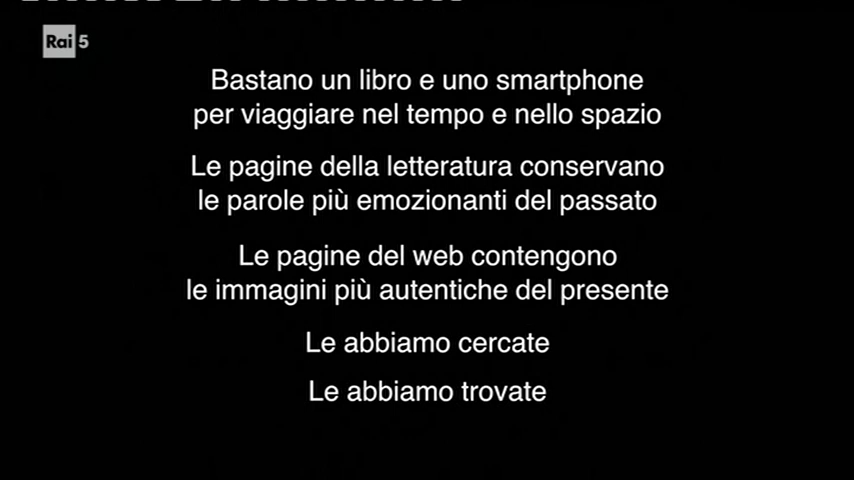 Rai 5
Bastano un libro e uno smartphone
per viaggiare nel tempo e nello spazio
Le pagine della letteratura conservano
le parole più emozionanti del passato
Le pagine del web contengono
le immagini più autentiche del presente
Le abbiamo cercate
Le abbiamo trovate